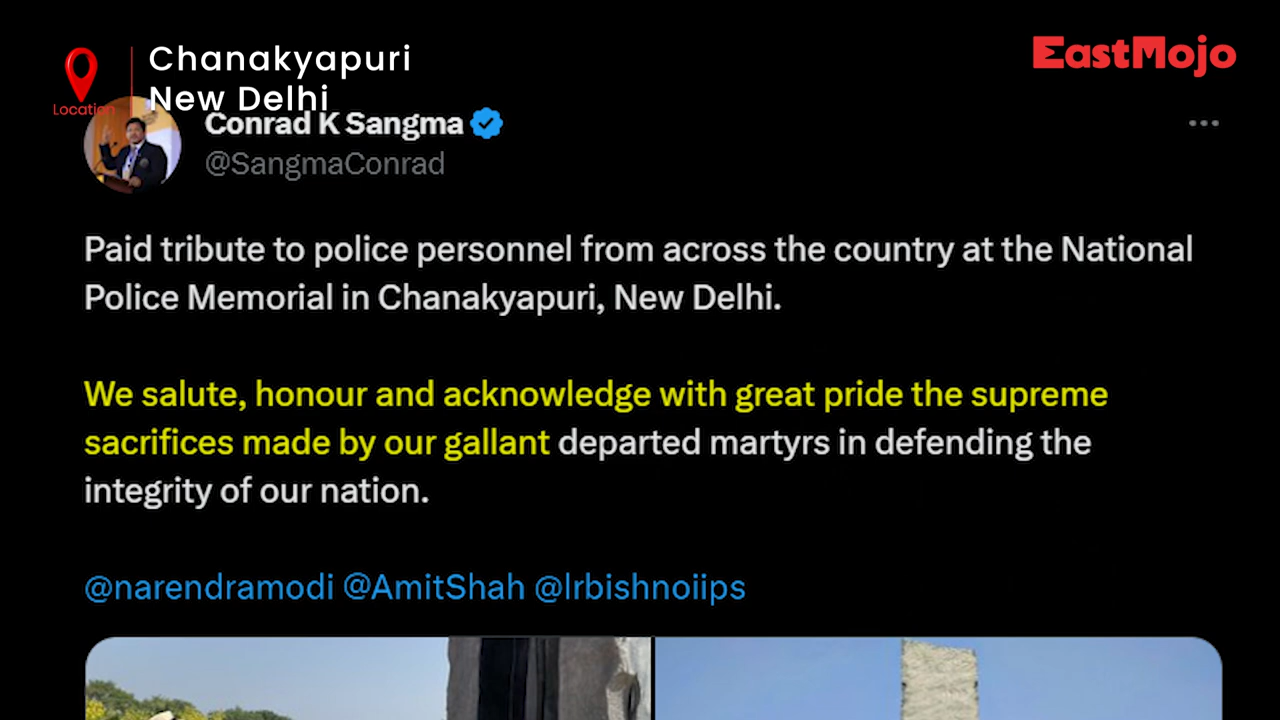 Chanakyapuri
New Delhi
Location
EastMojo
Conrad K Sangma
@SangmaConrad
Paid tribute to police personnel from across the country at the National
Police Memorial in Chanakyapuri, New Delhi.
We salute, honour and acknowledge with great pride the supreme
sacrifices made by our gallant departed martyrs in defending the
integrity of our nation.
@narendramodi @AmitShah @lrbishnoiips